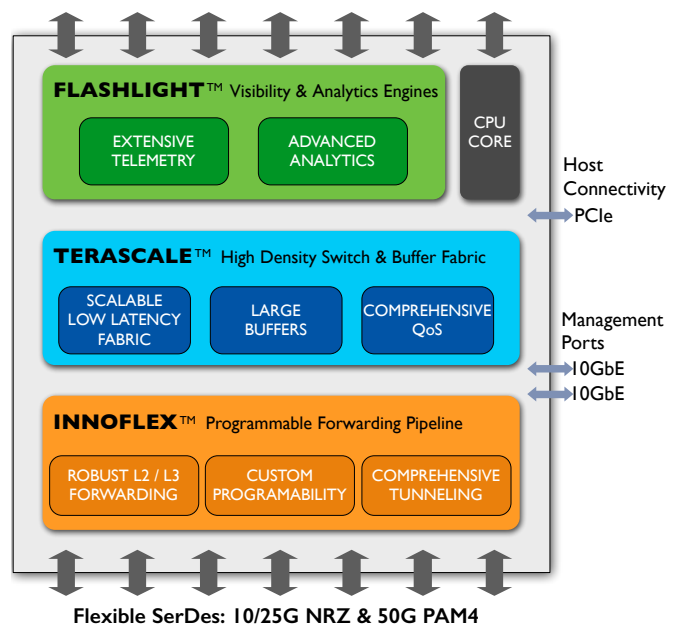 FLASHLIGHT™ Visibility & Analytics Engines
EXTENSIVE
TELEMETRY
ADVANCED
ANALYTICS
CPU
CORE
Host
Connectivity
PCIe
TERASCALE™ High Density Switch & Buffer Fabric
SCALABLE
LOW LATENCY
FABRIC
LARGE
BUFFERS
COMPREHENSIVE
QoS
Management
Ports
10GbE
10GbE
INNOFLEX™ Programmable Forwarding Pipeline
ROBUST L2 / L3
FORWARDING
CUSTOM
PROGRAMABILITY
COMPREHENSIVE
TUNNELING
Flexible SerDes: 10/25G NRZ & 50G PAM4